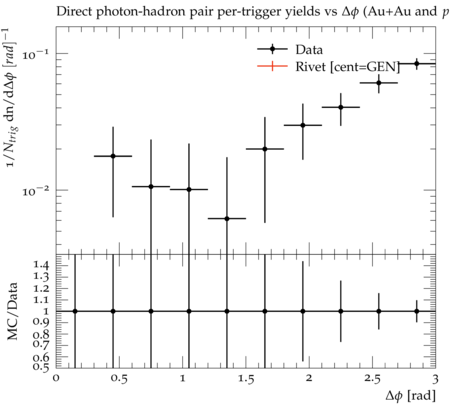 Direct photon-hadron pair per-trigger yields vs Δϕ (Au+Au and p
Data
Rivet [cent=GEN]
1/N_trig dn/dΔϕ [rad]⁻¹
10⁻¹
10⁻²
MC/Data
1.4
1.3
1.2
1.1
1
0.9
0.8
0.7
0.6
0.5
0 0.5 1 1.5 2 2.5 3
Δϕ [rad]